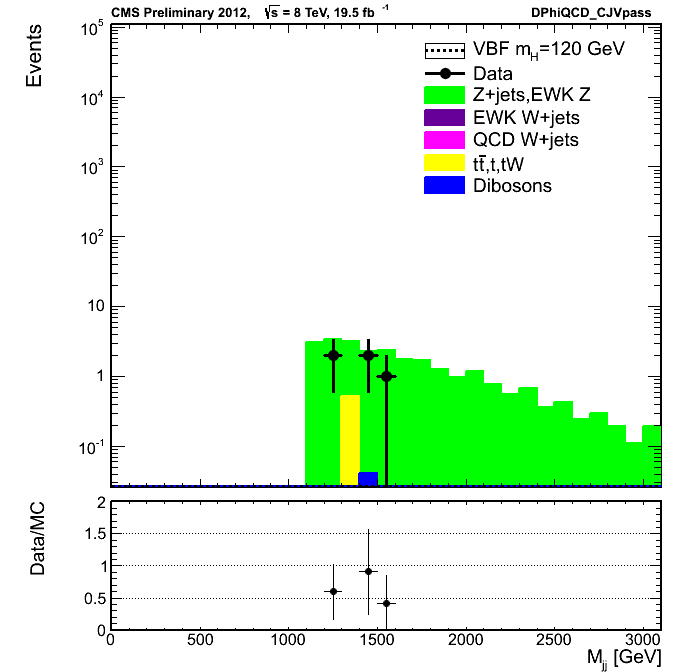 CMS Preliminary 2012, √s = 8 TeV, 19.5 fb⁻¹ DPhiQCD_CJVpass
Events
10⁵
10⁴
10³
10²
10
1
10⁻¹
VBF m_H=120 GeV
Data
Z+jets,EWK Z
EWK W+jets
QCD W+jets
tt̄,t,tW
Dibosons
Data/MC
2
1.5
1
0.5
0
0 500 1000 1500 2000 2500 3000
M_jj [GeV]